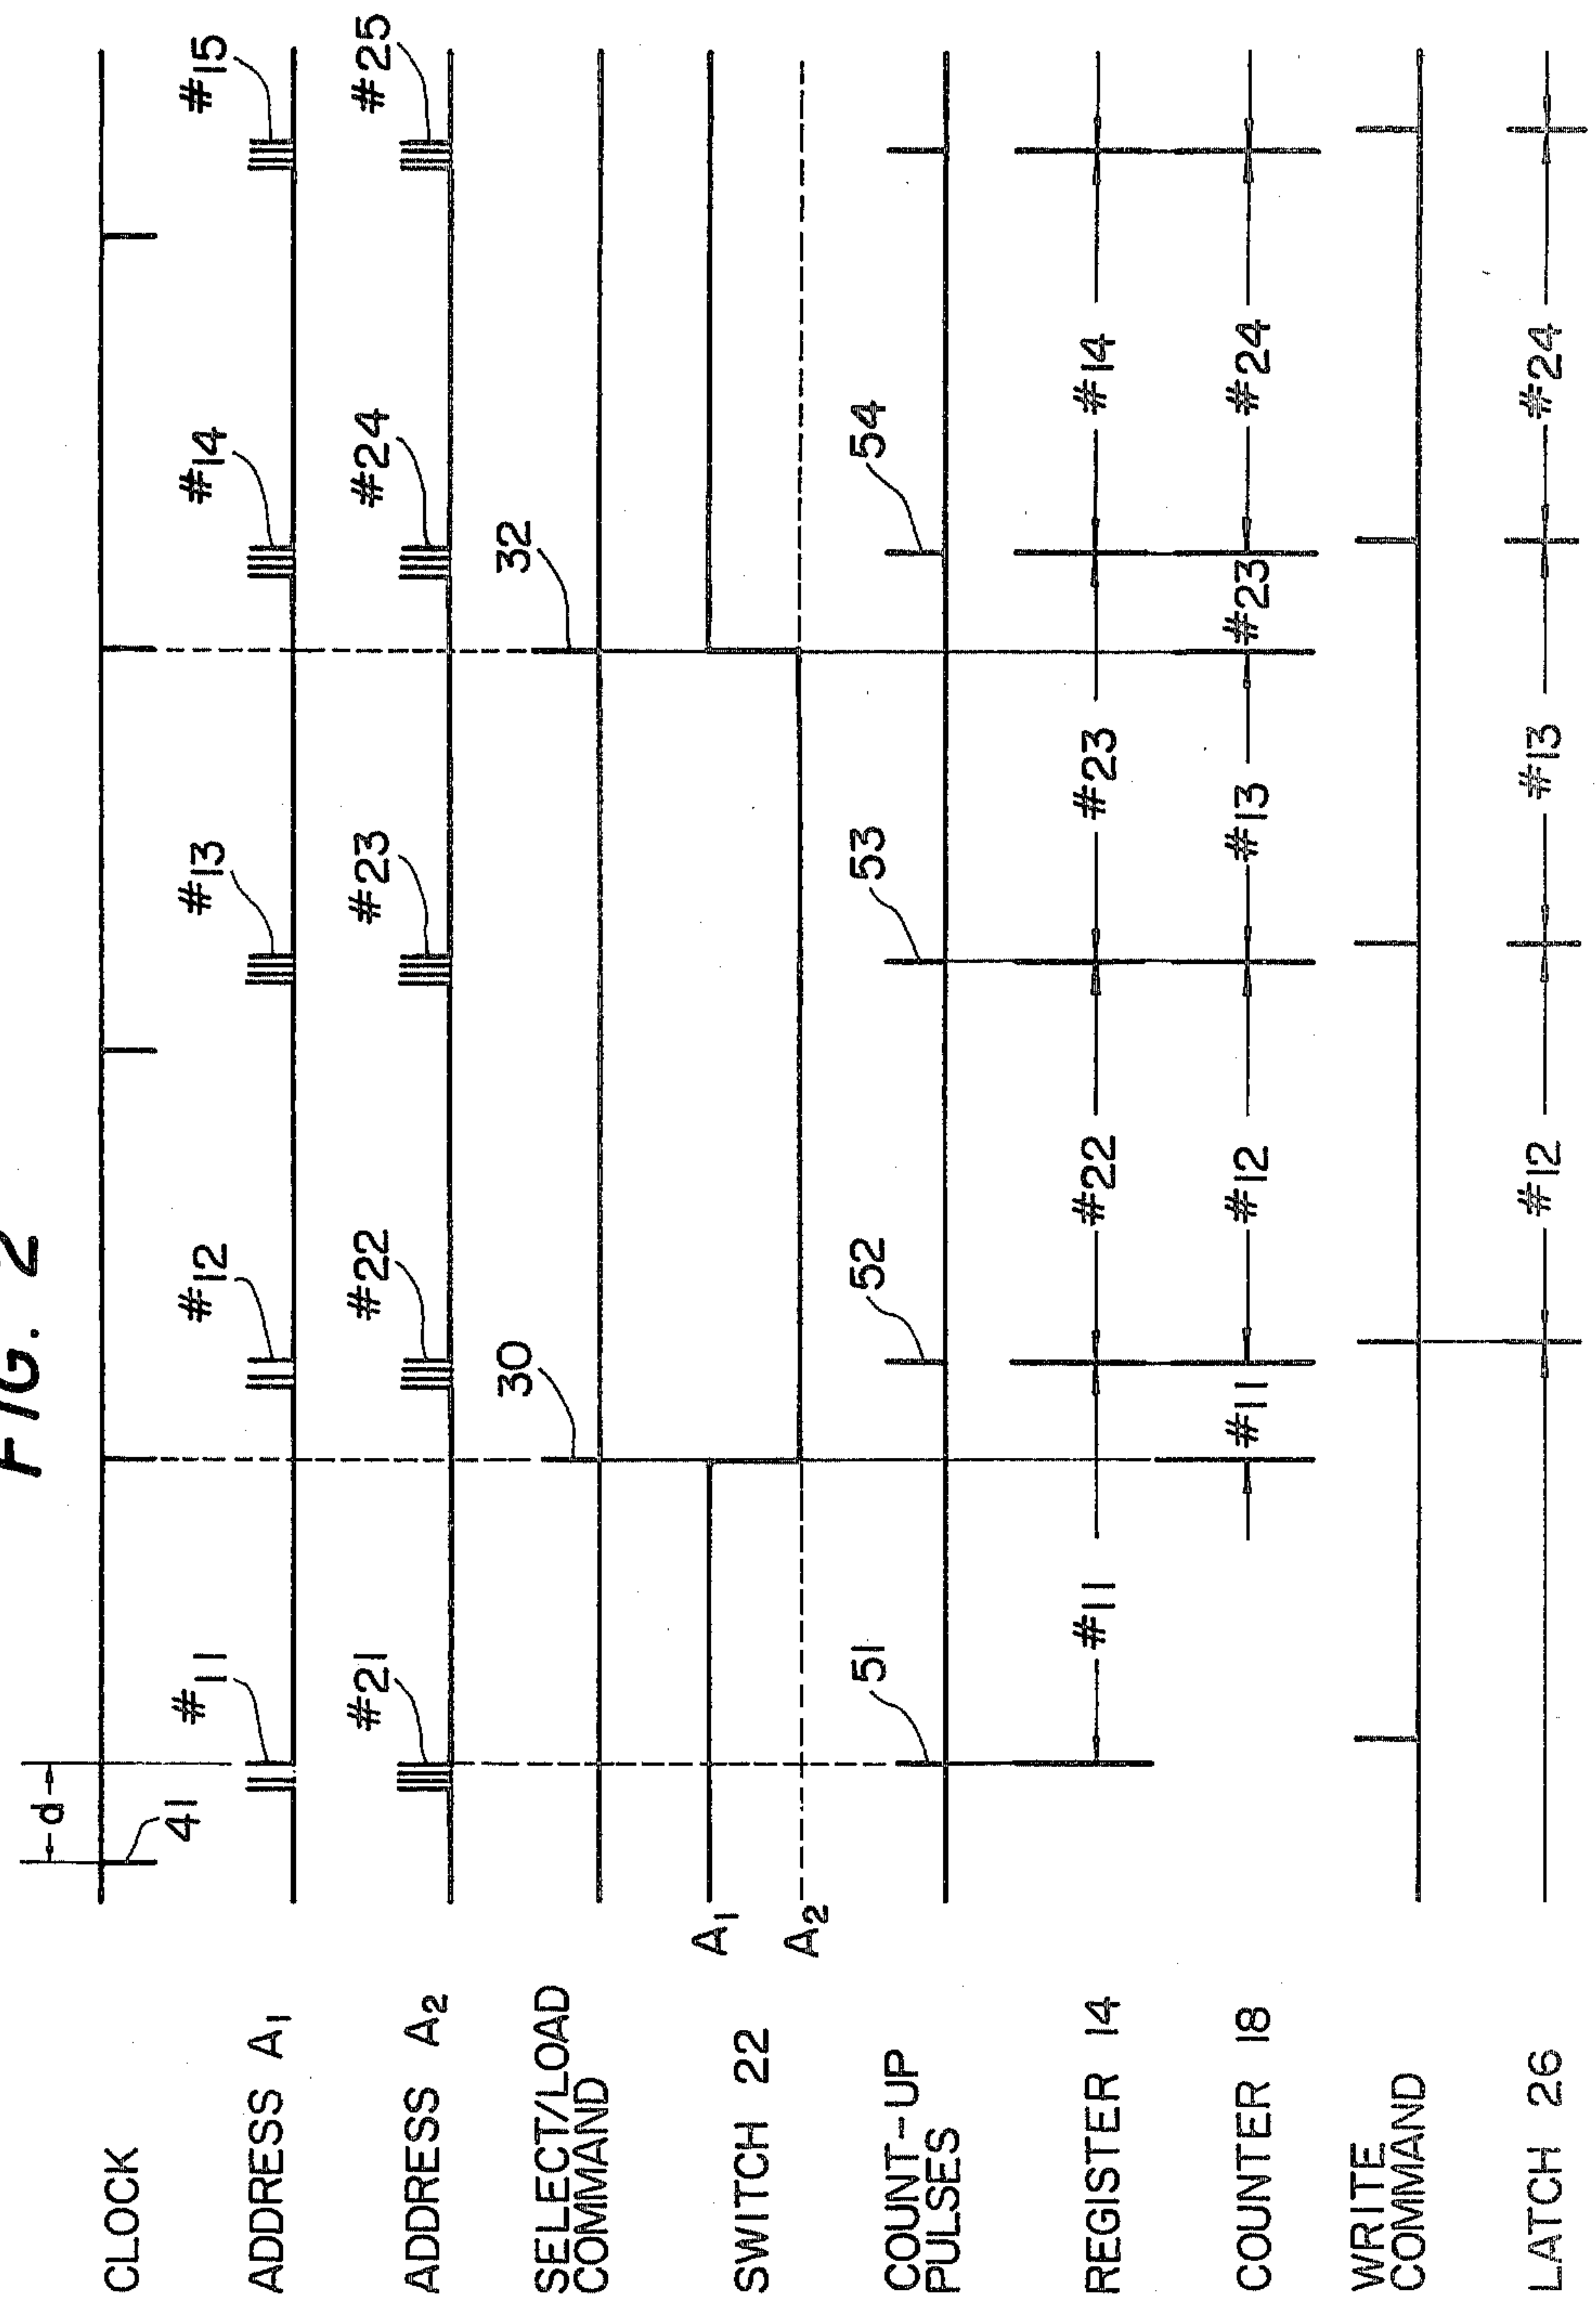 FIG. 2
d
41
CLOCK
#11 #12 #13 #14 #15
ADDRESS A1
#21 #22 #23 #24 #25
ADDRESS A2
30 32
SELECT/LOAD
COMMAND
A1
SWITCH 22
A2
51 52 53 54
COUNT-UP
PULSES
REGISTER 14
#11 #22 #23 #14
COUNTER 18
#11 #12 #13 #23 #24
WRITE
COMMAND
LATCH 26
#12 #13 #24